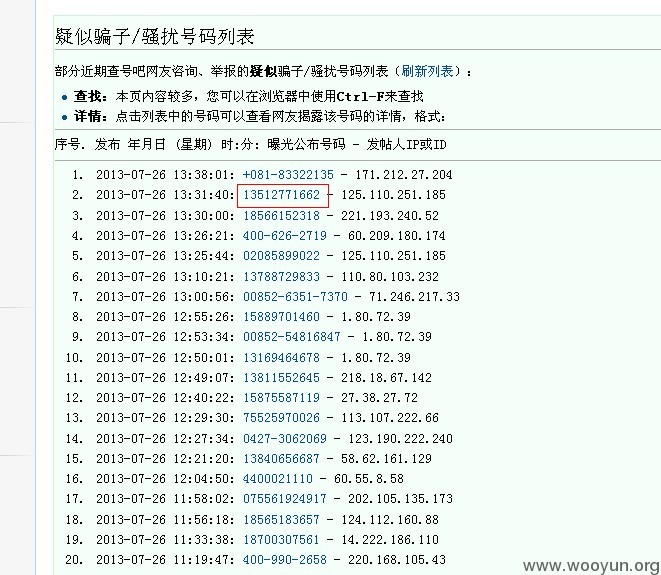 疑似骗子/骚扰号码列表
部分近期查号吧网友咨询、举报的疑似骗子/骚扰号码列表（刷新列表）：
• 查找：本页内容较多，您可以在浏览器中使用Ctrl-F来查找
• 详情：点击列表中的号码可以查看网友揭露该号码的详情，格式：
序号. 发布 年月日 (星期) 时:分: 曝光公布号码 - 发帖人IP或ID
1. 2013-07-26 13:38:01: +081-83322135 - 171.212.27.204
2. 2013-07-26 13:31:40: 13512771662 - 125.110.251.185
3. 2013-07-26 13:30:00: 18566152318 - 221.193.240.52
4. 2013-07-26 13:26:21: 400-626-2719 - 60.209.180.174
5. 2013-07-26 13:25:44: 02085899022 - 125.110.251.185
6. 2013-07-26 13:10:21: 13788729833 - 110.80.103.232
7. 2013-07-26 13:00:56: 00852-6351-7370 - 71.246.217.33
8. 2013-07-26 12:55:26: 15889701460 - 1.80.72.39
9. 2013-07-26 12:53:34: 00852-54816847 - 1.80.72.39
10. 2013-07-26 12:50:01: 13169464678 - 1.80.72.39
11. 2013-07-26 12:49:07: 13811552645 - 218.18.67.142
12. 2013-07-26 12:40:22: 15875587119 - 27.38.27.72
13. 2013-07-26 12:29:30: 75525970026 - 113.107.222.66
14. 2013-07-26 12:27:34: 0427-3062069 - 123.190.222.240
15. 2013-07-26 12:21:20: 13840656687 - 58.62.161.129
16. 2013-07-26 12:04:50: 4400021110 - 60.55.8.58
17. 2013-07-26 11:58:02: 075561924917 - 202.105.135.173
18. 2013-07-26 11:56:18: 18565183657 - 124.112.160.88
19. 2013-07-26 11:33:38: 18700307561 - 14.222.186.110
20. 2013-07-26 11:19:47: 400-990-2658 - 220.168.105.43
www.wooyun.org